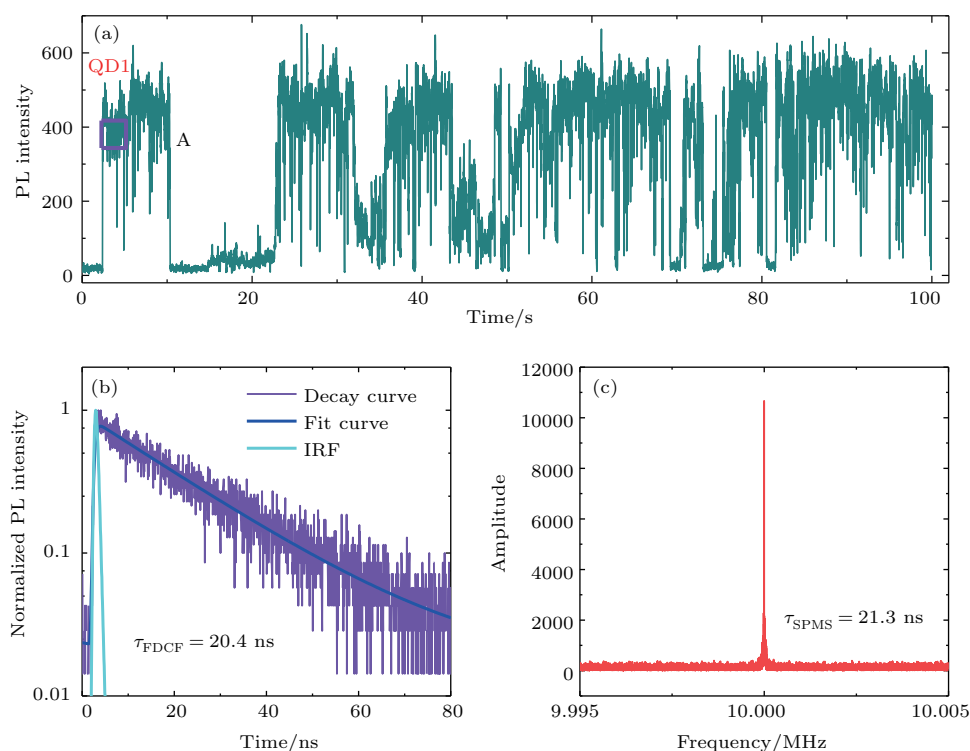 (a)
QD1
A
PL intensity
600
400
200
0
0 20 40 60 80 100
Time/s
(b)
Decay curve
Fit curve
IRF
Normalized PL intensity
1
0.1
0.01
τFDCF = 20.4 ns
0 20 40 60 80
Time/ns
(c)
Amplitude
12000
10000
8000
6000
4000
2000
0
τSPMS = 21.3 ns
9.995 10.000 10.005
Frequency/MHz